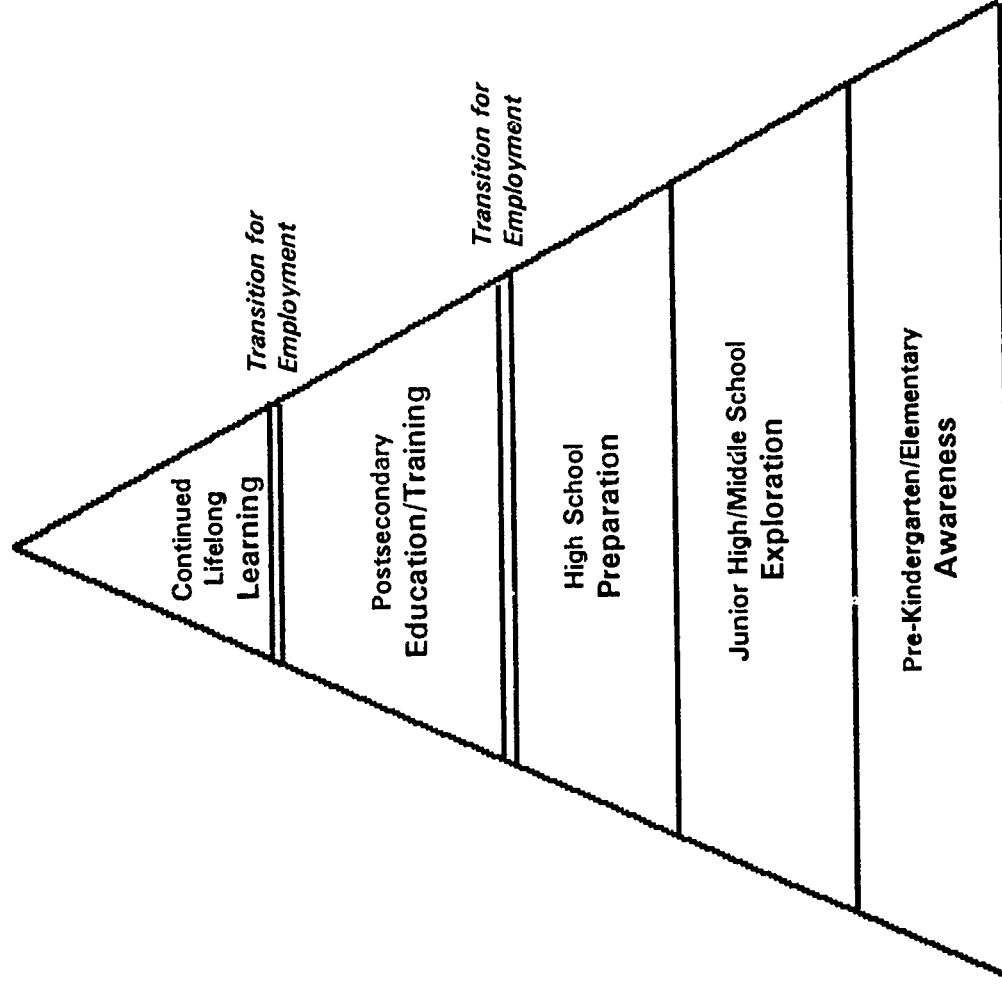 Continued
Lifelong
Learning
Transition for
Employment
Postsecondary
Education/Training
Transition for
Employment
High School
Preparation
Junior High/Middle School
Exploration
Pre-Kindergarten/Elementary
Awareness